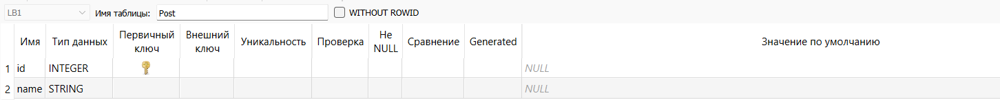 LB1 Имя таблицы: Post WITHOUT ROWID
Имя Тип данных Первичный ключ Внешний ключ Уникальность Проверка Не NULL Сравнение Generated Значение по умолчанию
1 id INTEGER NULL
2 name STRING NULL